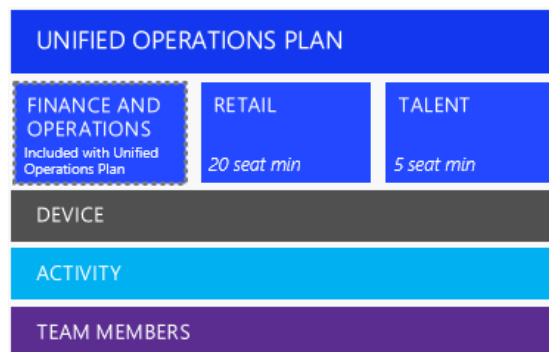 UNIFIED OPERATIONS PLAN
FINANCE AND
OPERATIONS
Included with Unified
Operations Plan
RETAIL
20 seat min
TALENT
5 seat min
DEVICE
ACTIVITY
TEAM MEMBERS